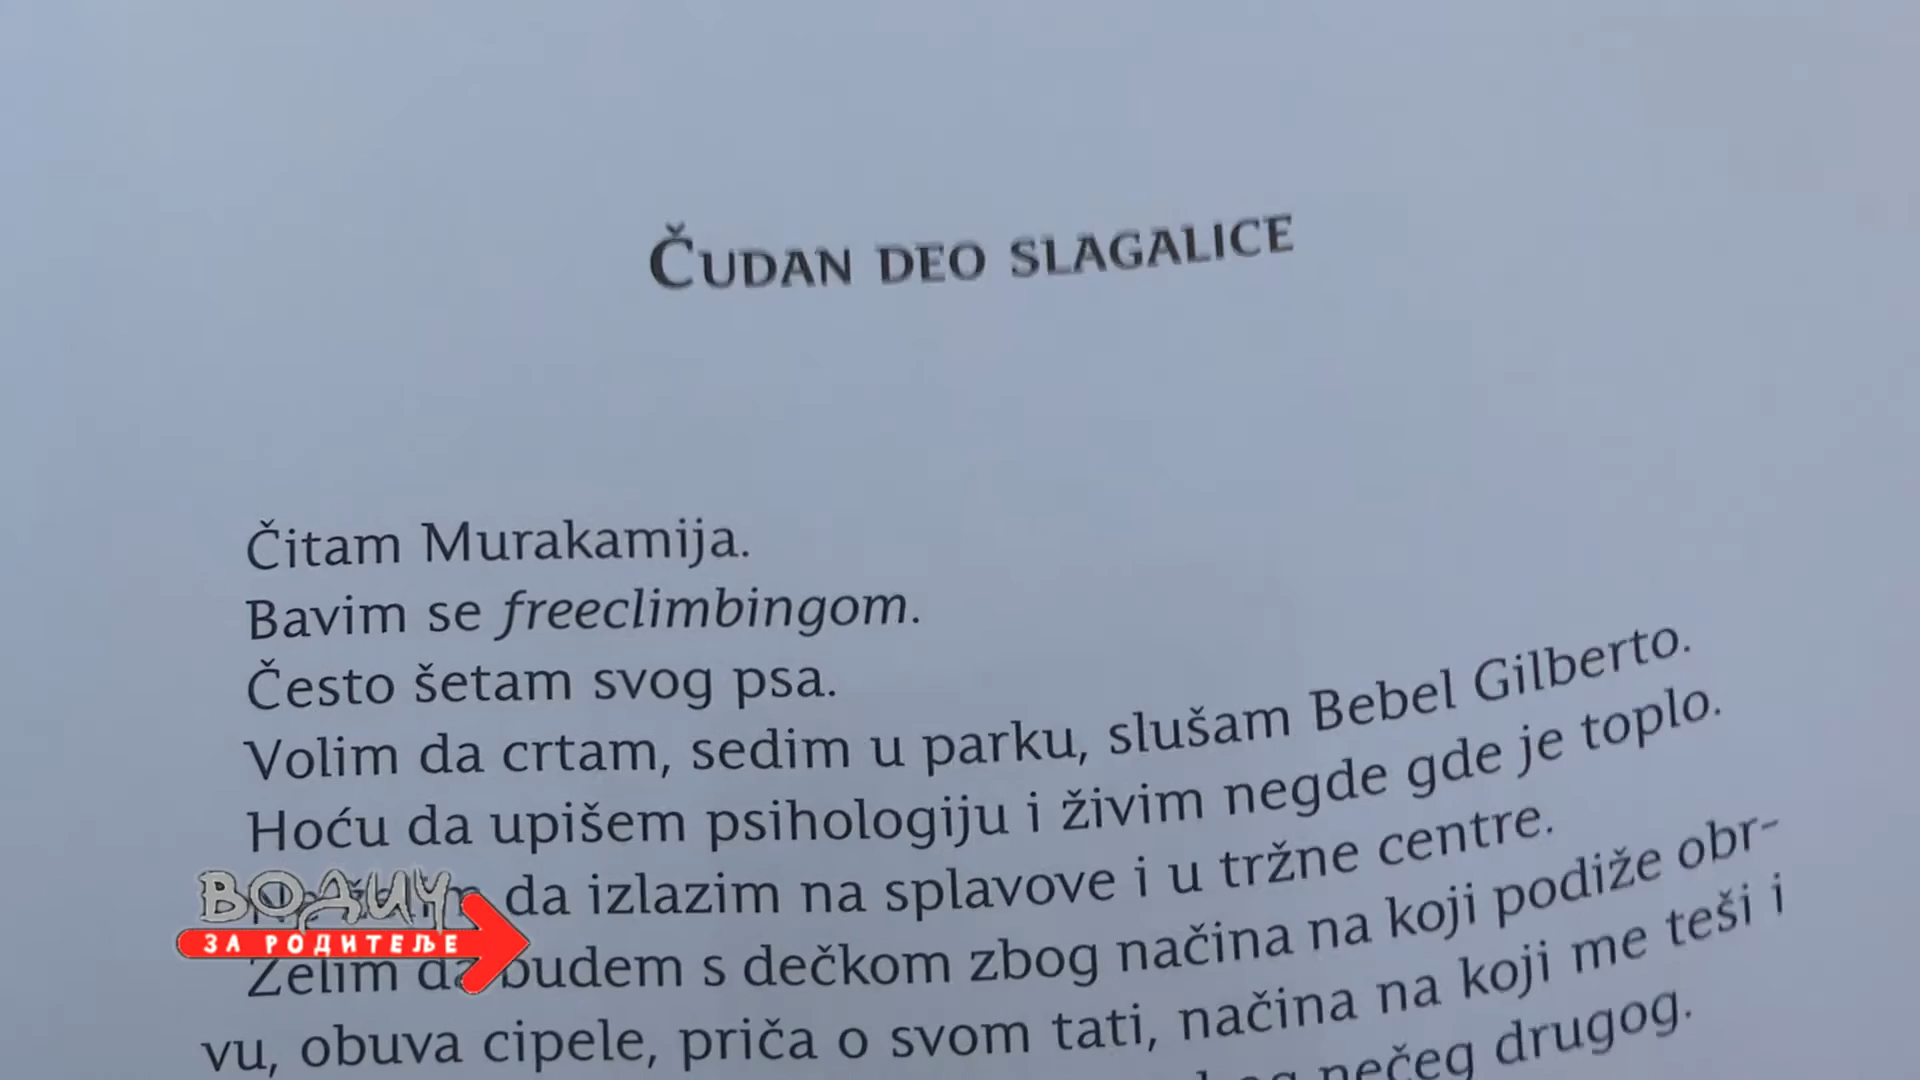 ČUDAN DEO SLAGALICE
Čitam Murakamija.
Bavim se freeclimbingom.
Često šetam svog psa.
Volim da crtam, sedim u parku, slušam Bebel Gilberto.
Hoću da upišem psihologiju i živim negde gde je toplo.
da izlazim na splavove i u tržne centre.
Želim da budem s dečkom zbog načina na koji podiže obr-
vu, obuva cipele, priča o svom tati, načina na koji me teši i
nečeg drugog.
ВОДИЧ
ЗА РОДИТЕЉЕ